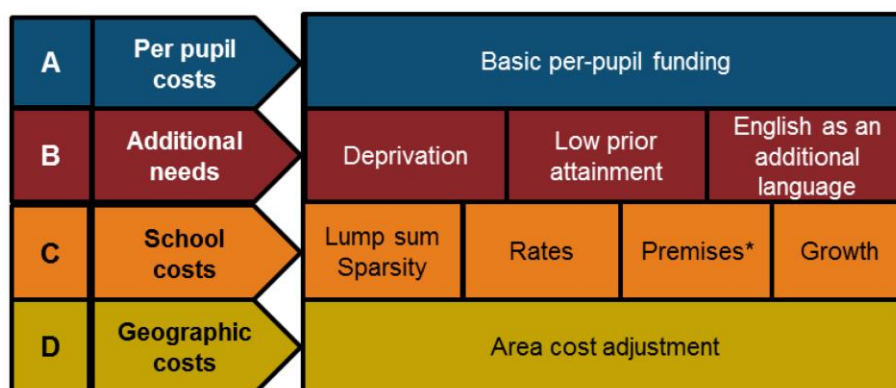 A
Per pupil
costs
Basic per-pupil funding
B
Additional
needs
Deprivation
Low prior
attainment
English as an
additional
language
C
School
costs
Lump sum
Sparsity
Rates
Premises*
Growth
D
Geographic
costs
Area cost adjustment